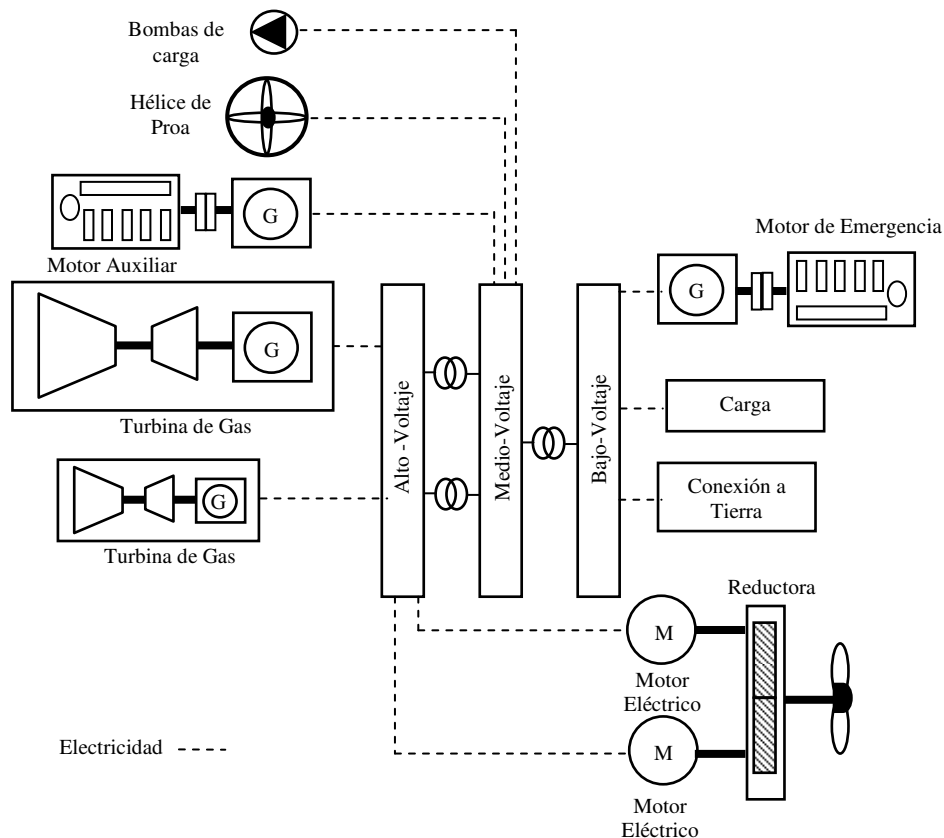 Bombas de
carga
Hélice de
Proa
G
Motor Auxiliar
Motor de Emergencia
G
G
Turbina de Gas
G
Turbina de Gas
Alto -Voltaje
Medio-Voltaje
Bajo-Voltaje
Carga
Conexión a
Tierra
Reductora
M
Motor
Eléctrico
M
Motor
Eléctrico
Electricidad